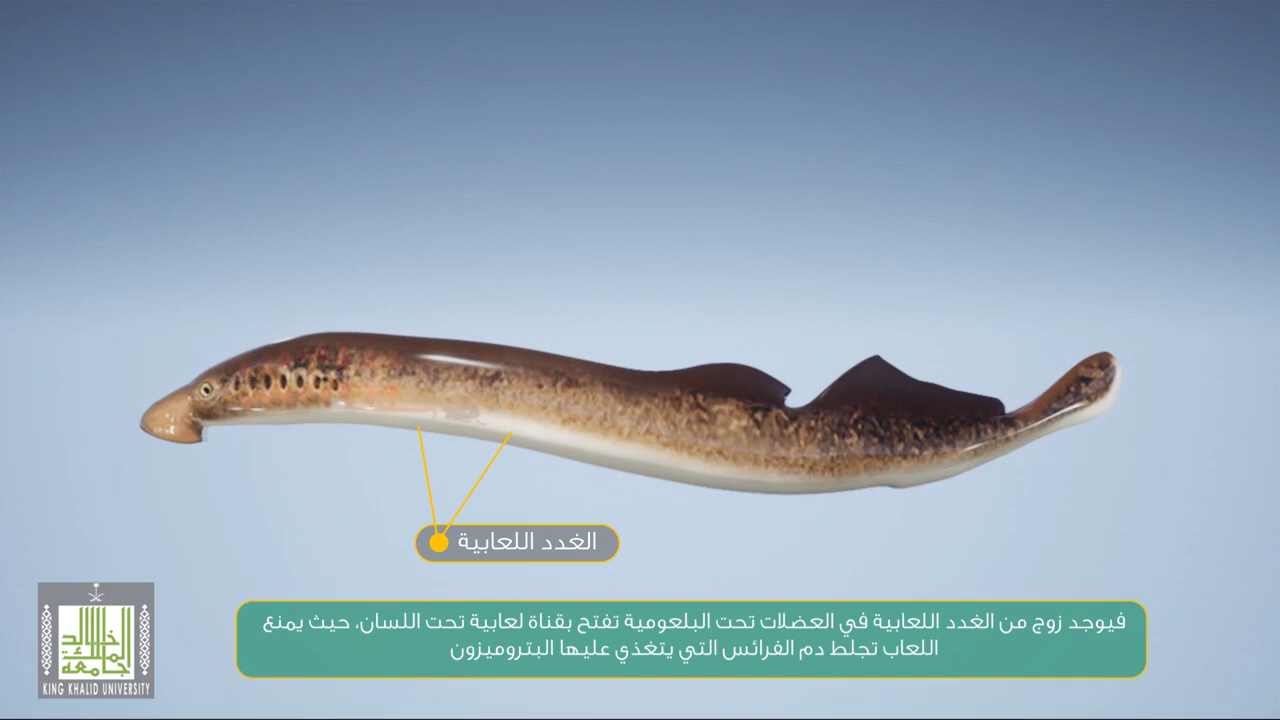 الغدد اللعابية
فيوجد زوج من الغدد اللعابية في العضلات تحت البلعومية تفتح بقناة لعابية تحت اللسان، حيث يمنع
اللعاب تجلط دم الفرائس التي يتغذي عليها البتروميزون
جامعة
الملك
خالد
KING KHALID UNIVERSITY